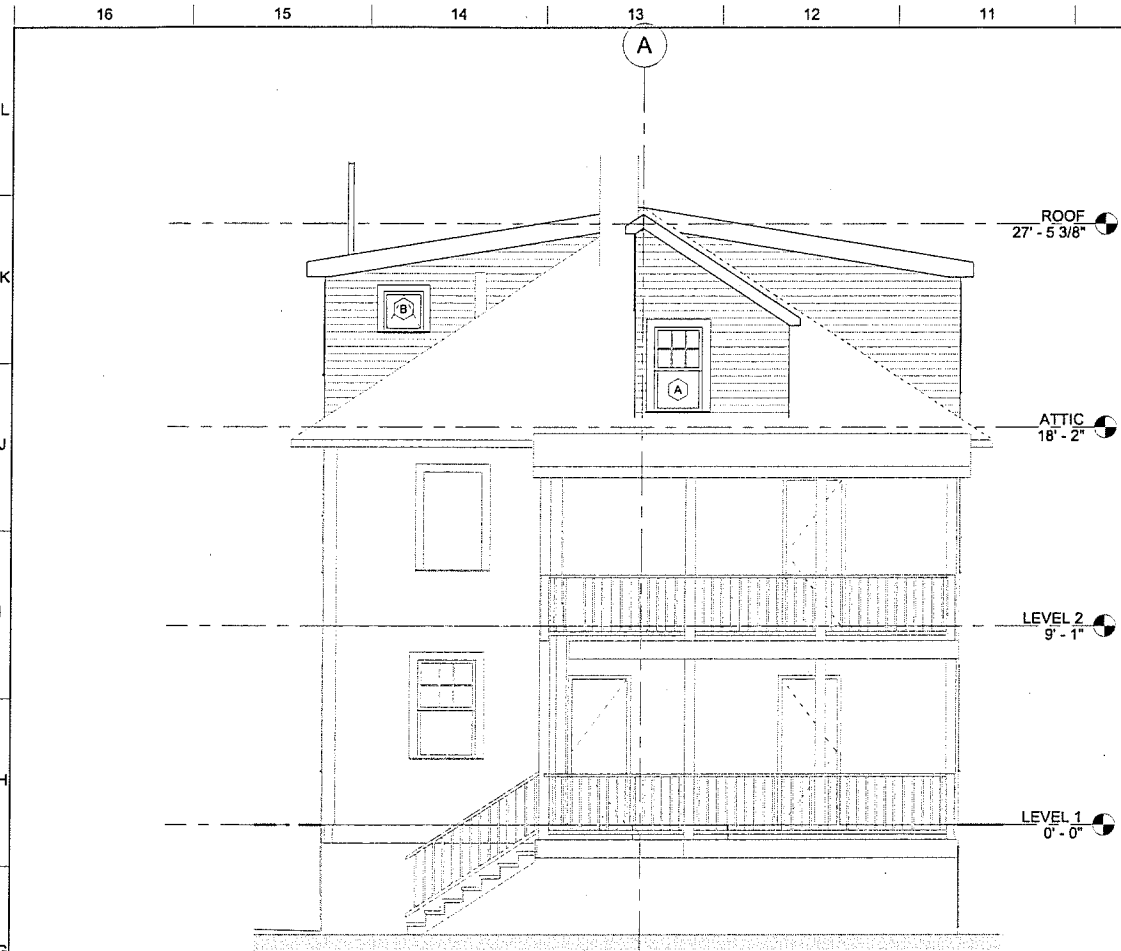 16 15 14 13 12 11
A
L
ROOF
27' - 5 3/8"
K
B
A
ATTIC
18' - 2"
J
LEVEL 2
9' - 1"
H
LEVEL 1
0' - 0"